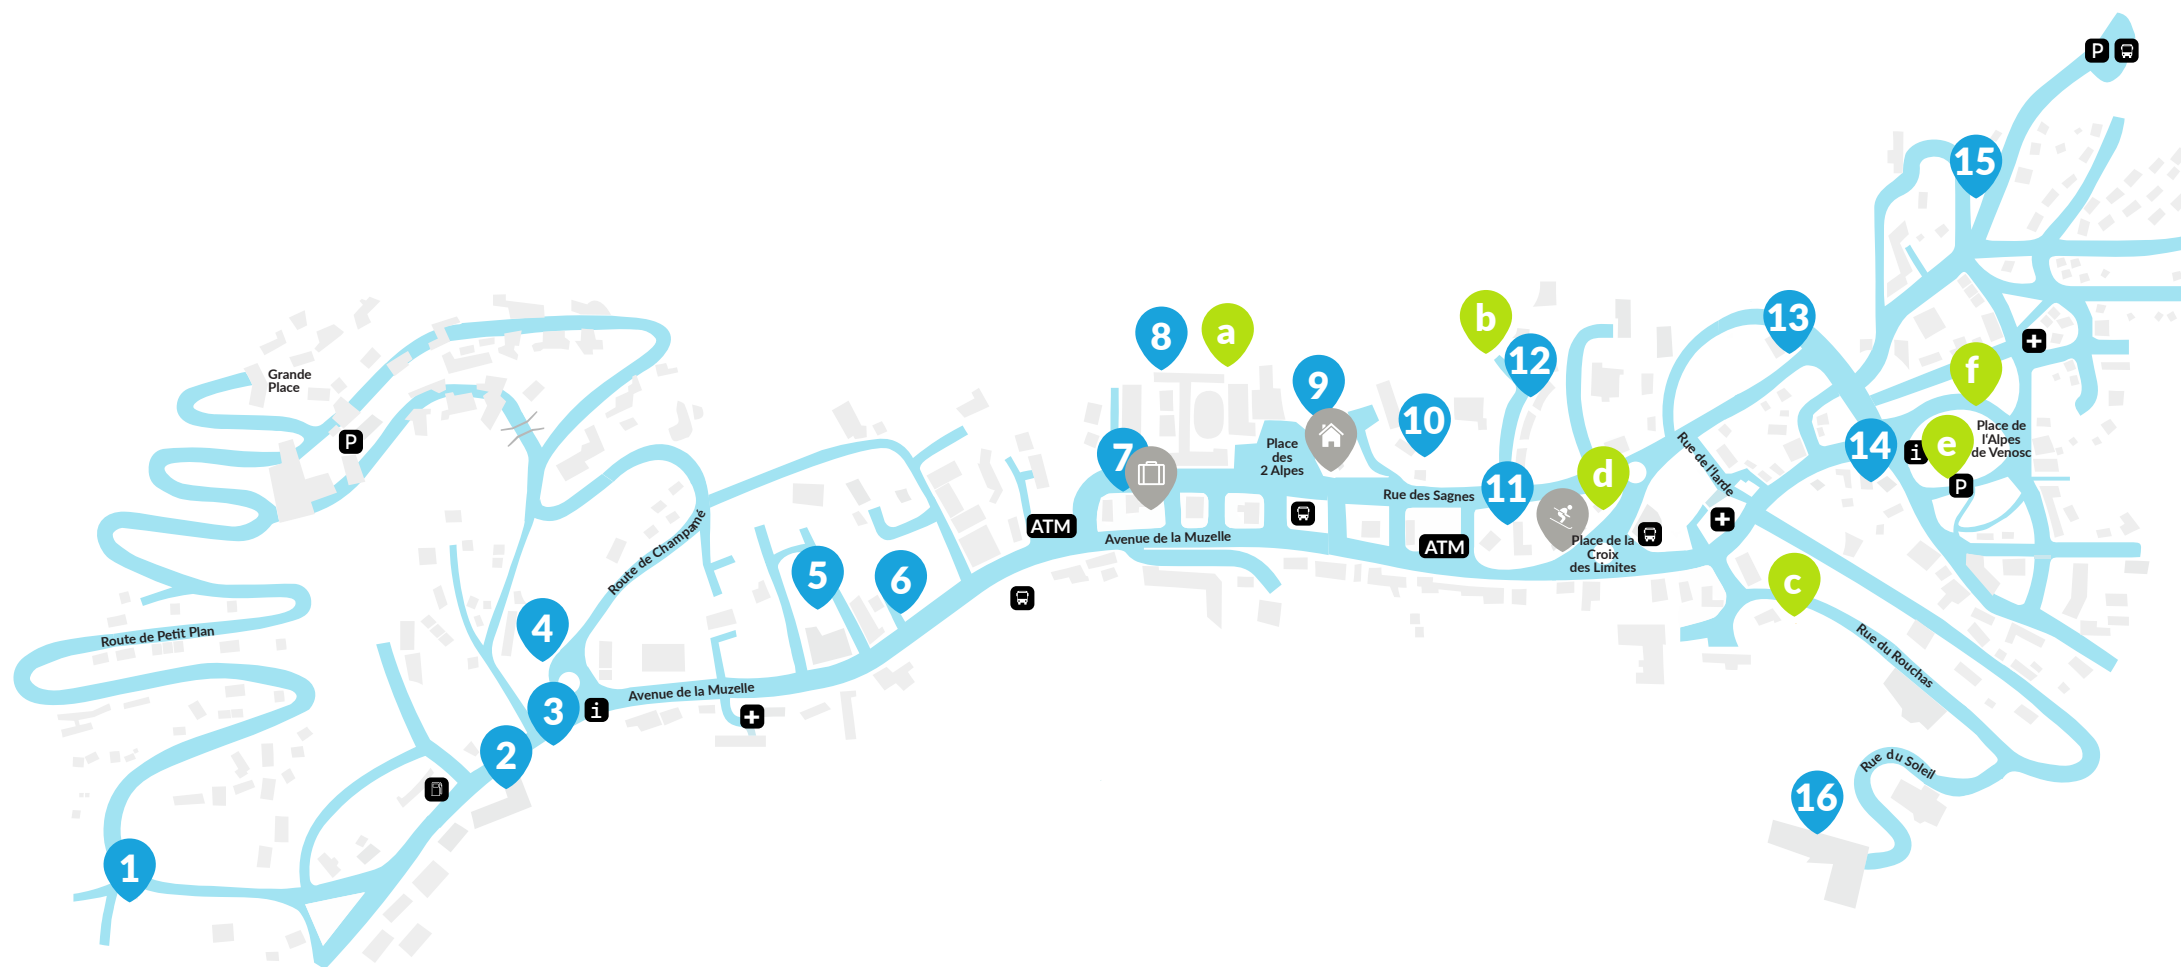 P
15
13
b
8
a
12
+
f
Grande
Place
9
10
P
Place
des
2 Alpes
7
14
i
e
Place de
l'Alpes
de Venosc
Rue de l'Iarde
d
11
Rue des Sagnes
P
ATM
Avenue de la Muzelle
ATM
Place de la
Croix
des Limites
+
Route de Champamé
5
6
c
4
Route de Petit Plan
Rue du Rouchas
3
i
Avenue de la Muzelle
+
2
Rue du Soleil
16
1